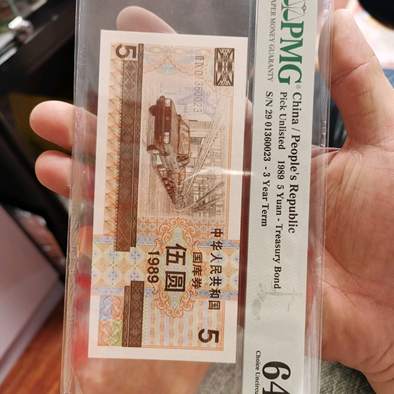 PMG
PAPER MONEY GUARANTY
China / People's Republic
Pick Unlisted 1989 5 Yuan - Treasury Bond
S/N 29 01360023 - 3 Year Term
64
5
中华人民共和国
国库券
伍圆
1989
5